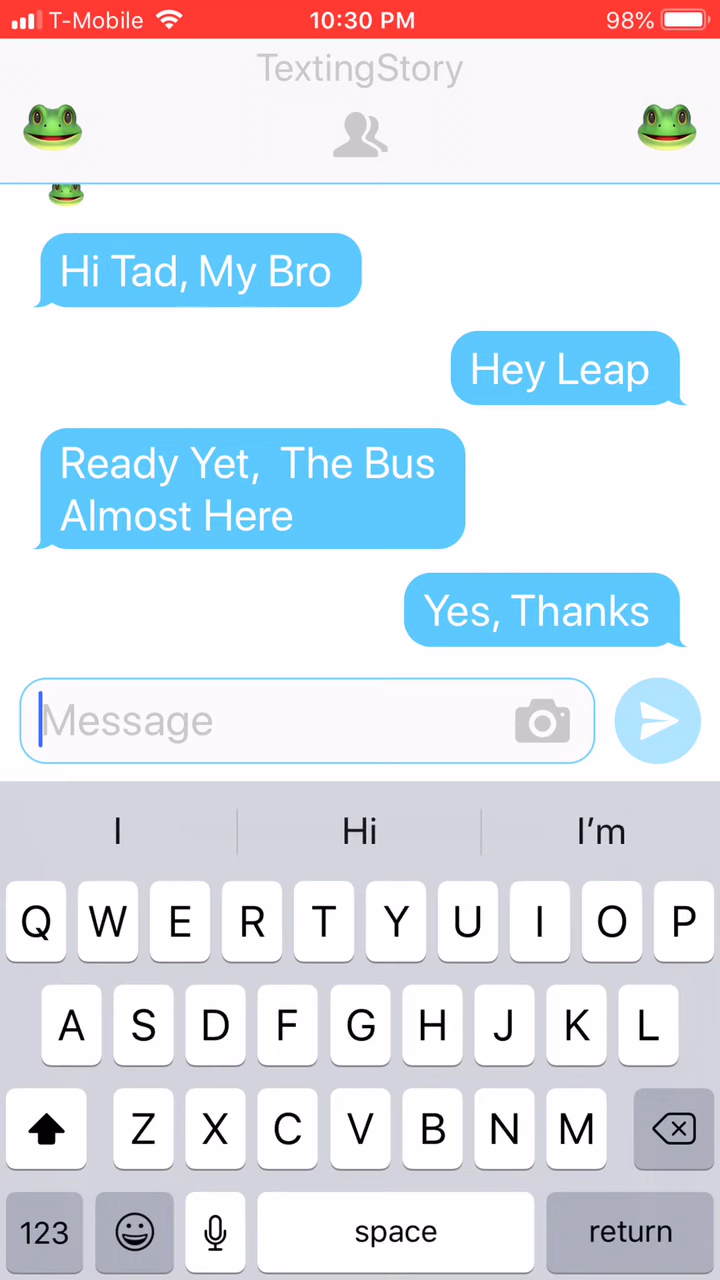 T-Mobile 10:30 PM 98%
TextingStory
Hi Tad, My Bro
Hey Leap
Ready Yet,  The Bus
Almost Here
Yes, Thanks
Message
I Hi I’m
Q W E R T Y U I O P
A S D F G H J K L
Z X C V B N M
123 space return